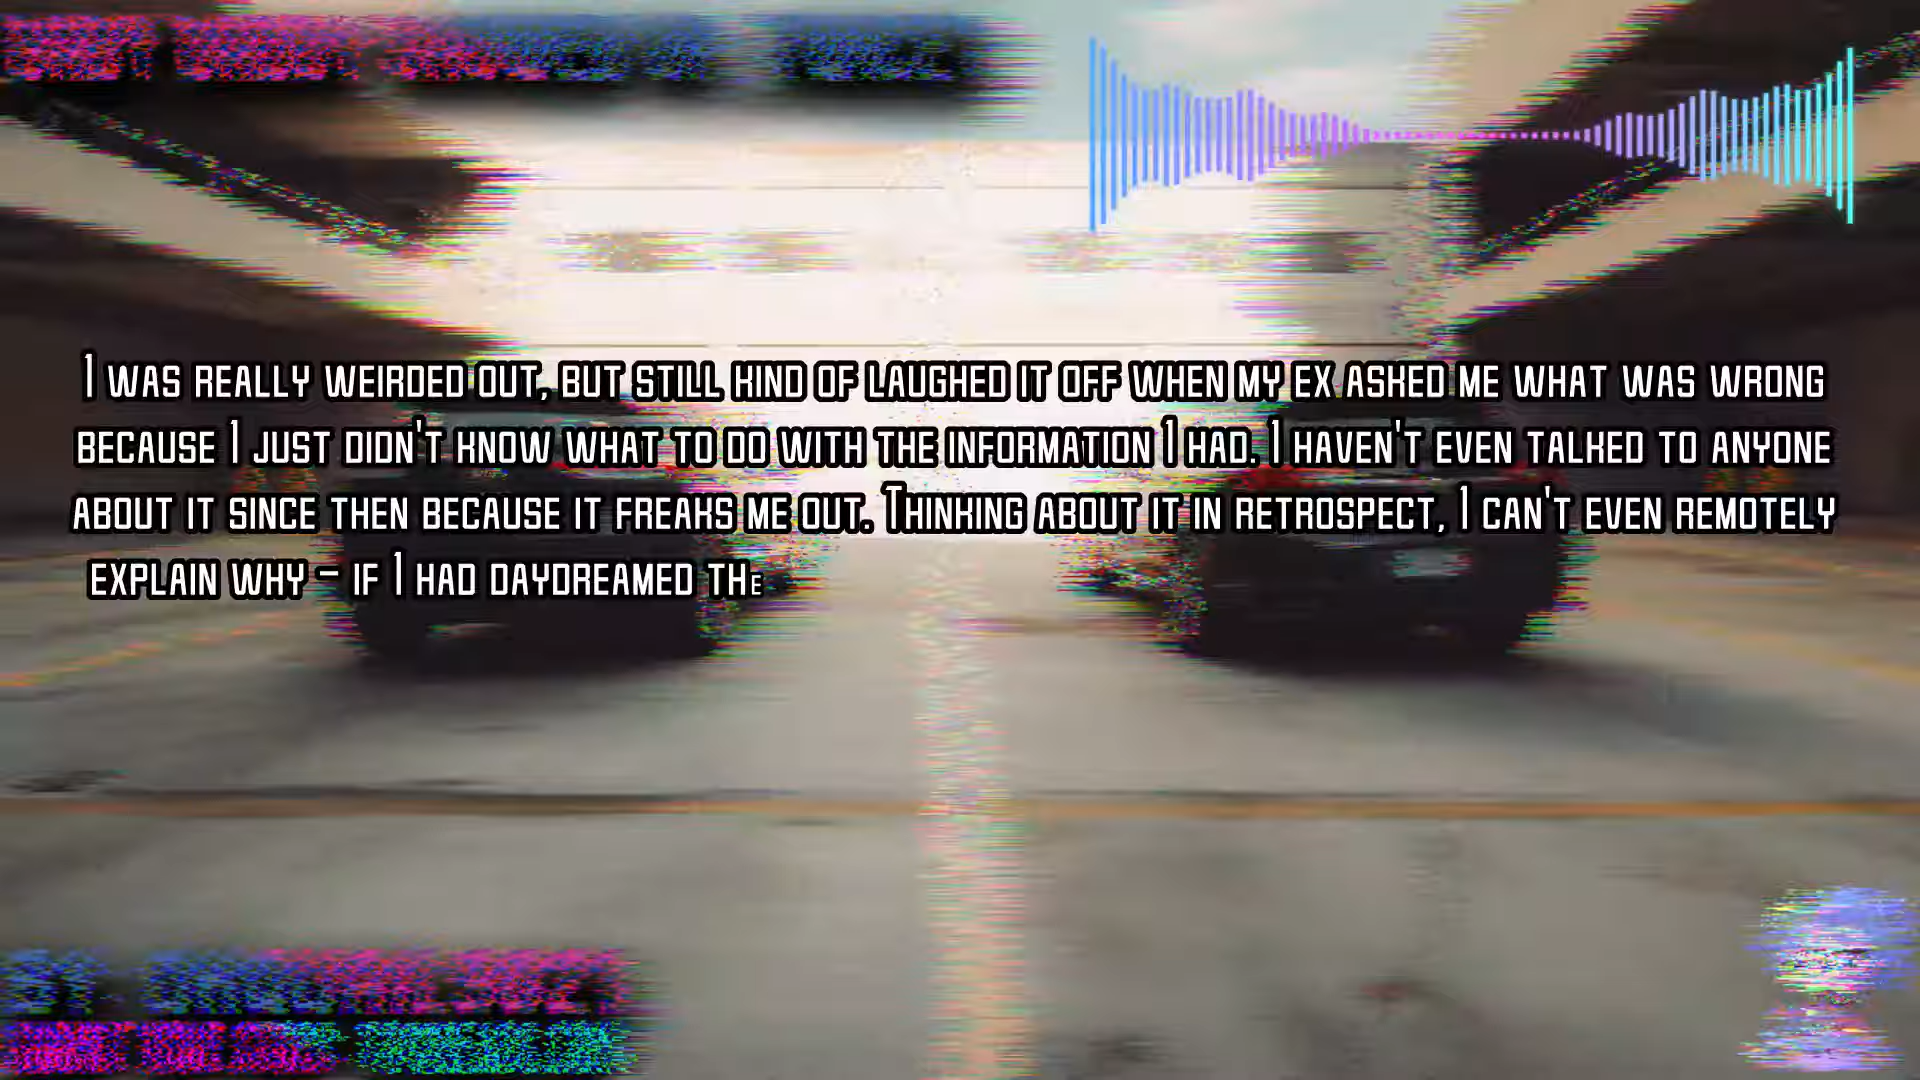 I was really weirded out, but still kind of laughed it off when my ex asked me what was wrong
because I just didn't know what to do with the information I had. I haven't even talked to anyone
about it since then because it freaks me out. Thinking about it in retrospect, I can't even remotely
explain why – if I had daydreamed the